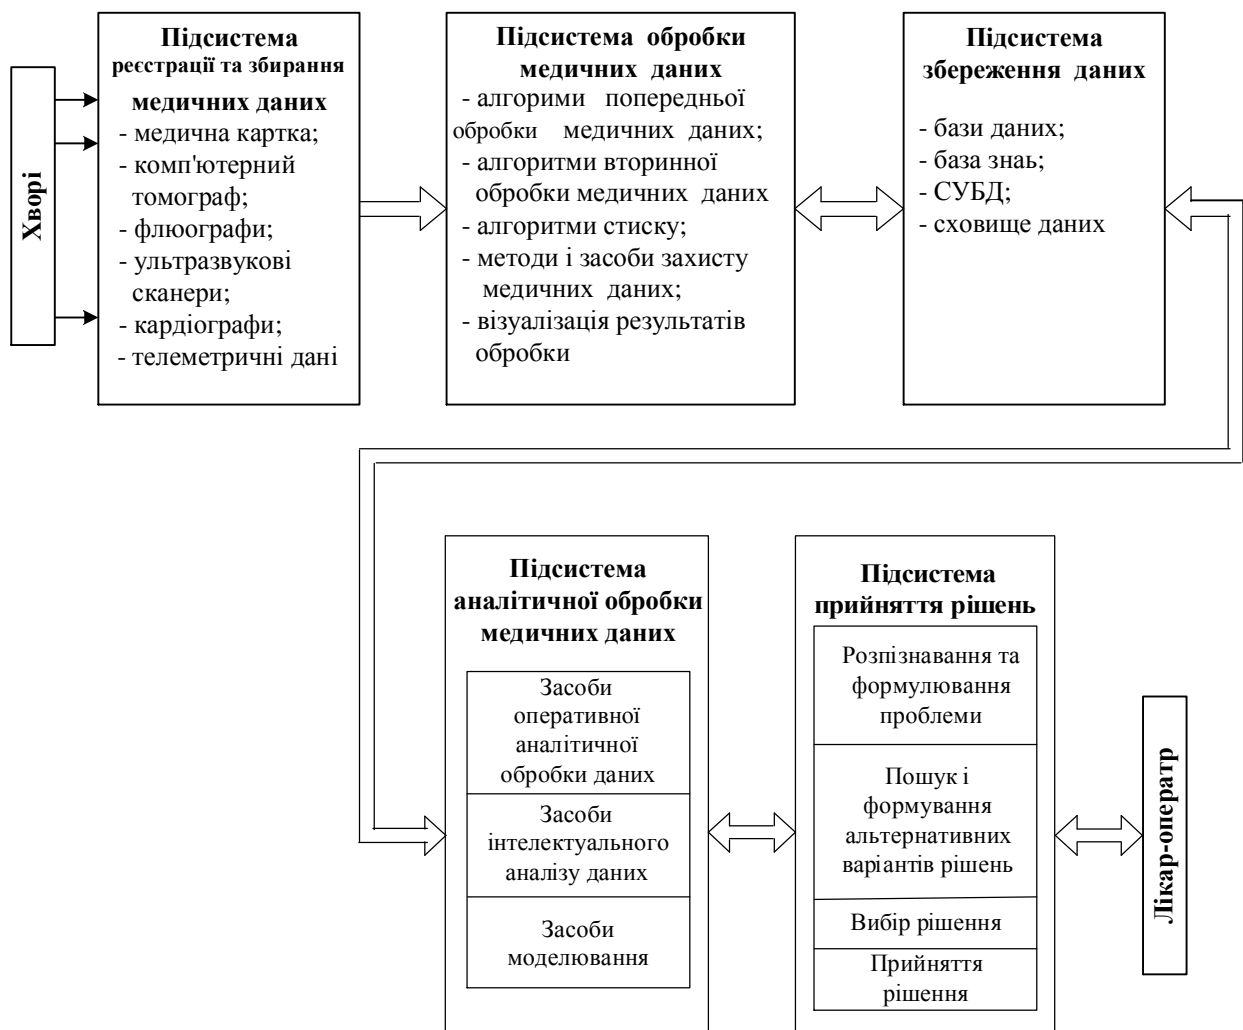 Хворі
Підсистема
реєстрації та збирання
медичних даних
- медична картка;
- комп'ютерний
томограф;
- флюографи;
- ультразвукові
сканери;
- кардіографи;
- телеметричні дані
Підсистема обробки
медичних даних
- алгорими попередньої
обробки медичних даних;
- алгоритми вторинної
обробки медичних даних
- алгоритми стиску;
- методи і засоби захисту
медичних даних;
- візуалізація результатів
обробки
Підсистема
збереження даних
- бази даних;
- база знаь;
- СУБД;
- сховище даних
Підсистема
аналітичної обробки
медичних даних
Засоби
оперативної
аналітичної
обробки даних
Засоби
інтелектуального
аналізу даних
Засоби
моделювання
Підсистема
прийняття рішень
Розпізнавання та
формулювання
проблеми
Пошук і
формування
альтернативних
варіантів рішень
Вибір рішення
Прийняття
рішення
Лікар-оператр